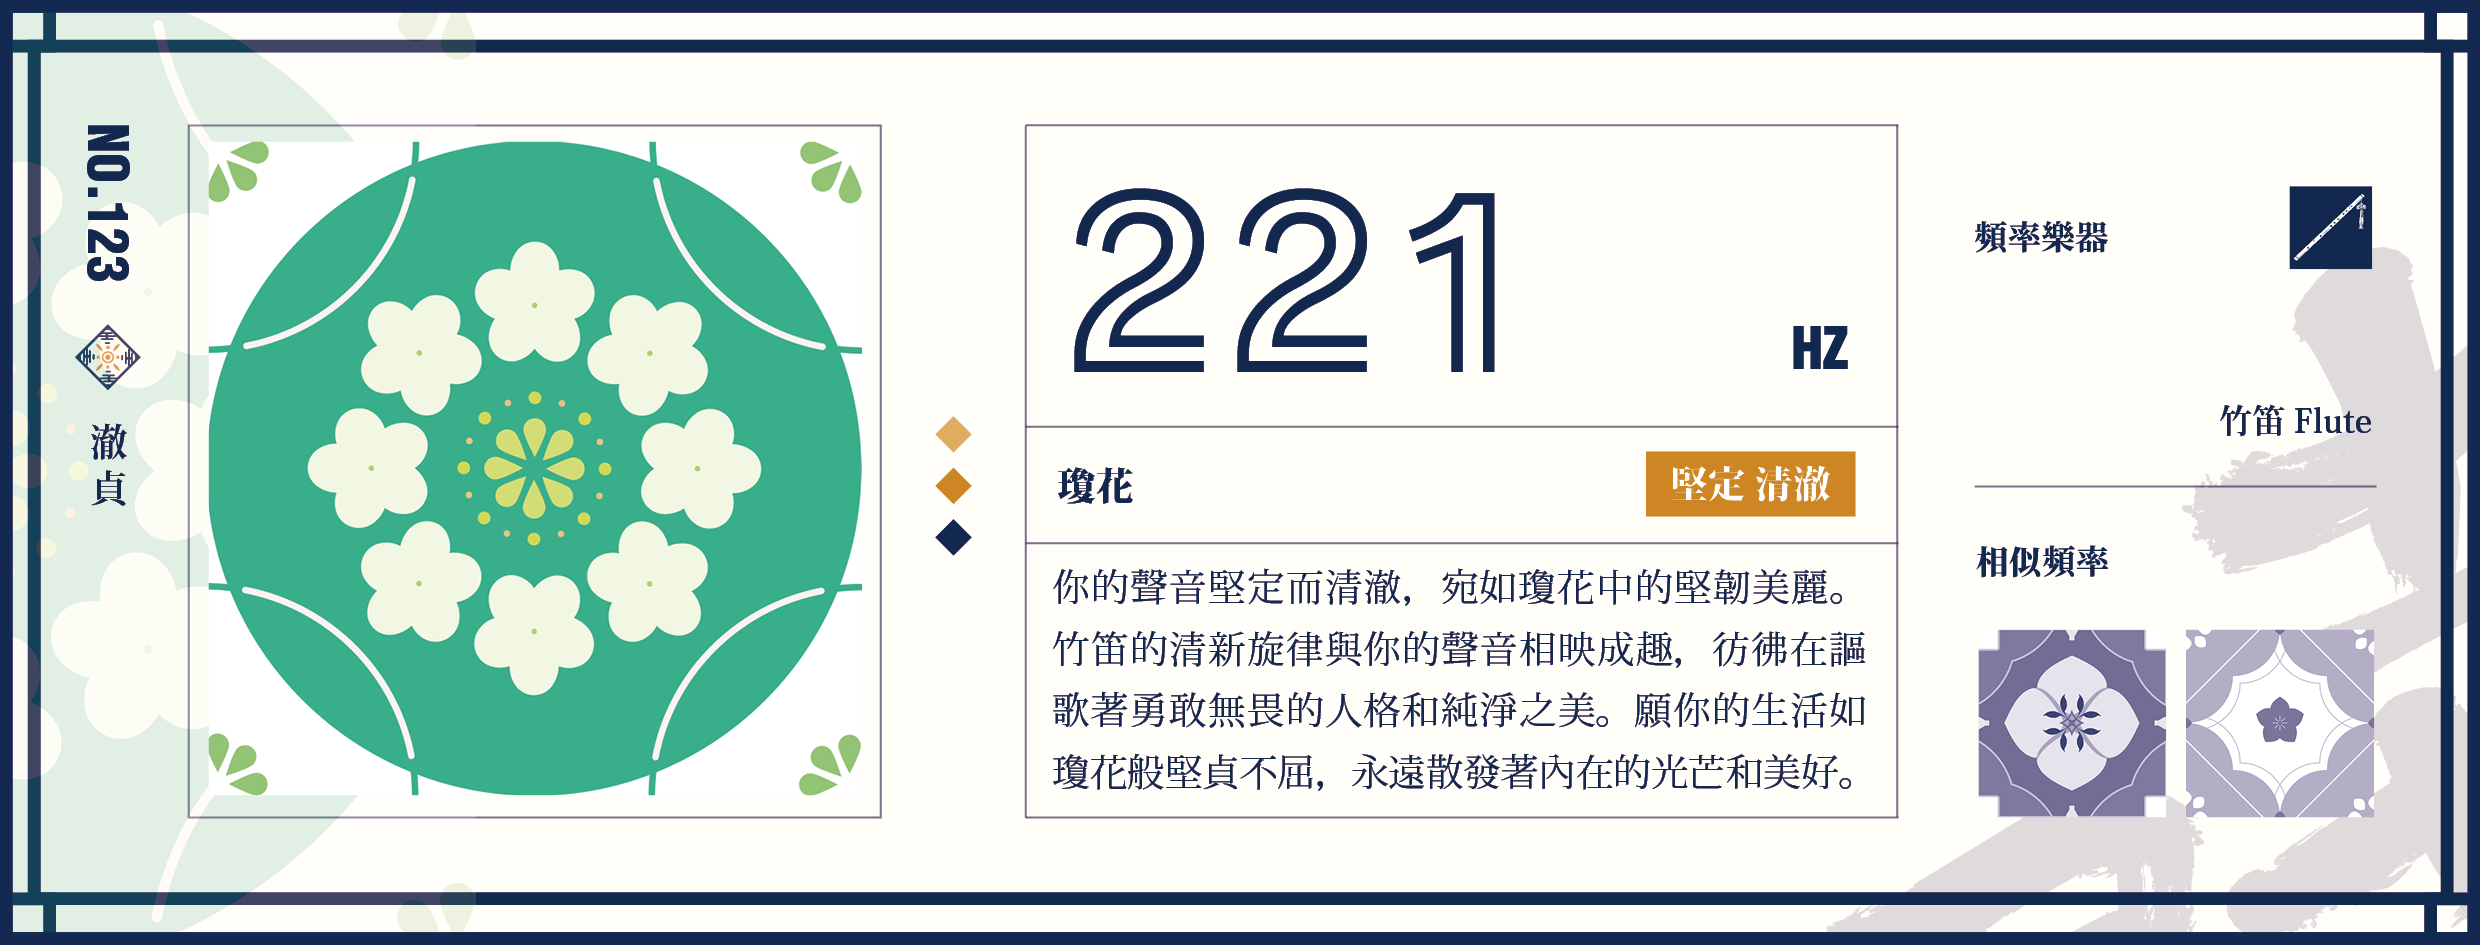 NO.123
澈貞
221
HZ
瓊花
堅定 清澈
你的聲音堅定而清澈，宛如瓊花中的堅韌美麗。
竹笛的清新旋律與你的聲音相映成趣，彷彿在謳
歌著勇敢無畏的人格和純淨之美。願你的生活如
瓊花般堅貞不屈，永遠散發著內在的光芒和美好。
頻率樂器
竹笛 Flute
相似頻率